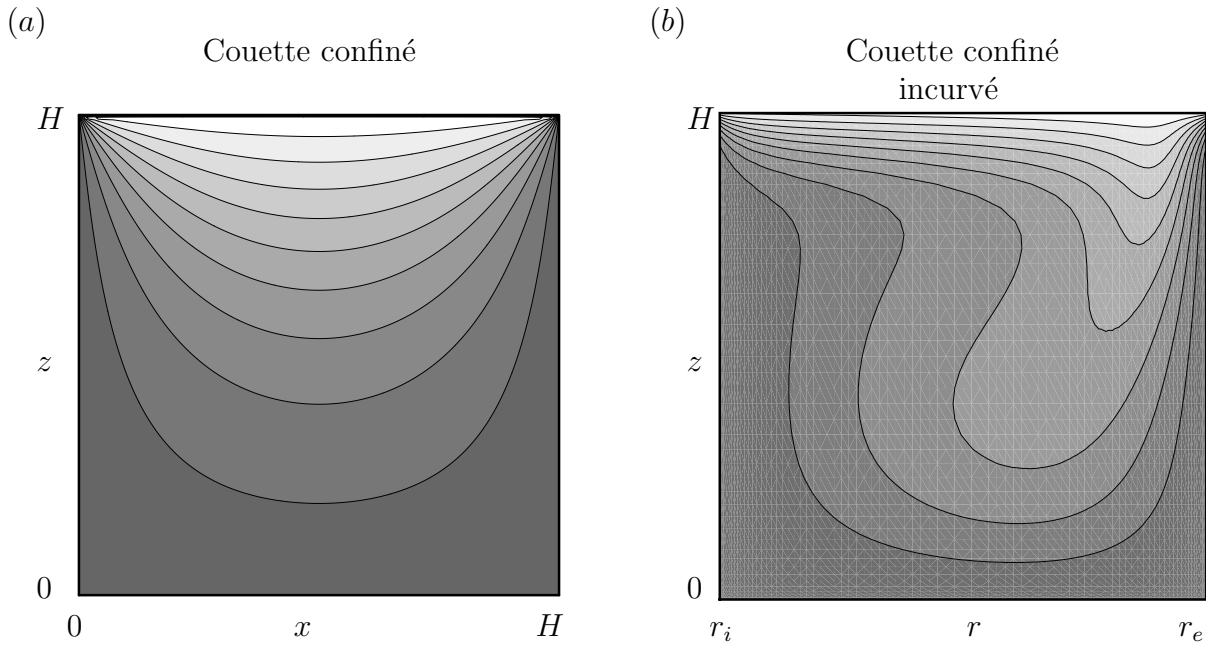 (a)
Couette confiné
H
z
0
0 x H
(b)
Couette confiné
incurvé
H
z
0
r_i r r_e